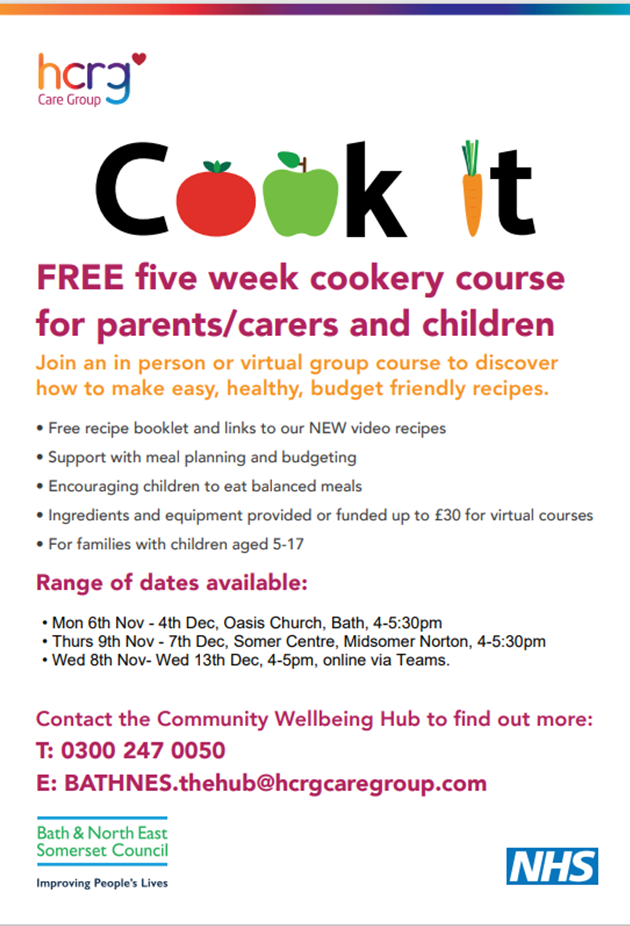 hcrg
Care Group
Cook it
FREE five week cookery course
for parents/carers and children
Join an in person or virtual group course to discover
how to make easy, healthy, budget friendly recipes.
• Free recipe booklet and links to our NEW video recipes
• Support with meal planning and budgeting
• Encouraging children to eat balanced meals
• Ingredients and equipment provided or funded up to £30 for virtual courses
• For families with children aged 5-17
Range of dates available:
• Mon 6th Nov - 4th Dec, Oasis Church, Bath, 4-5:30pm
• Thurs 9th Nov - 7th Dec, Somer Centre, Midsomer Norton, 4-5:30pm
• Wed 8th Nov- Wed 13th Dec, 4-5pm, online via Teams.
Contact the Community Wellbeing Hub to find out more:
T: 0300 247 0050
E: BATHNES.thehub@hcrgcaregroup.com
Bath & North East
Somerset Council
Improving People's Lives
NHS